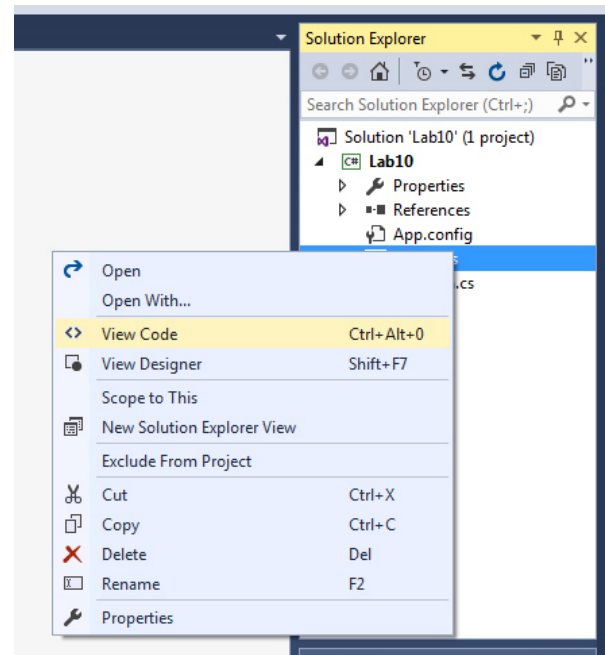 Solution Explorer
Search Solution Explorer (Ctrl+;)
Solution 'Lab10' (1 project)
C# Lab10
Properties
References
App.config
.cs
Open
Open With...
View Code Ctrl+Alt+0
View Designer Shift+F7
Scope to This
New Solution Explorer View
Exclude From Project
Cut Ctrl+X
Copy Ctrl+C
Delete Del
Rename F2
Properties